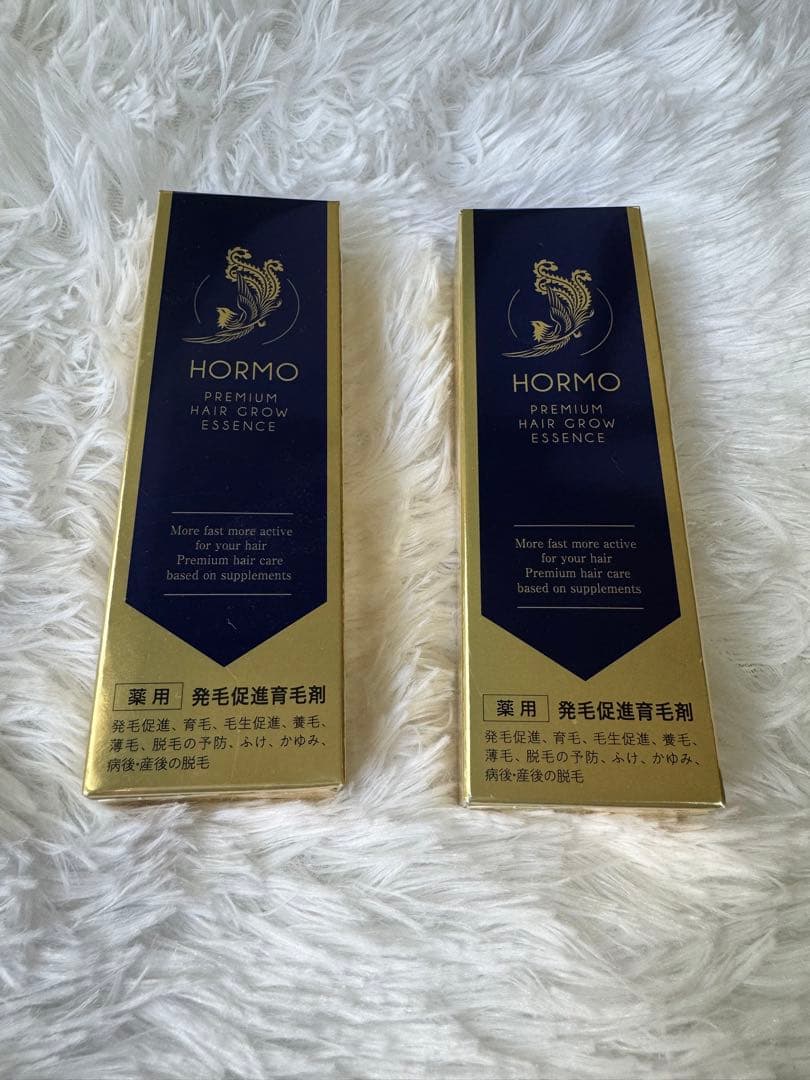 HORMO
PREMIUM
HAIR GROW
ESSENCE
More fast more active
for your hair
Premium hair care
based on supplements
薬用 発毛促進育毛剤
発毛促進、育毛、毛生促進、養毛、
薄毛、脱毛の予防、ふけ、かゆみ、
病後・産後の脱毛
HORMO
PREMIUM
HAIR GROW
ESSENCE
More fast more active
for your hair
Premium hair care
based on supplements
薬用 発毛促進育毛剤
発毛促進、育毛、毛生促進、養毛、
薄毛、脱毛の予防、ふけ、かゆみ、
病後・産後の脱毛